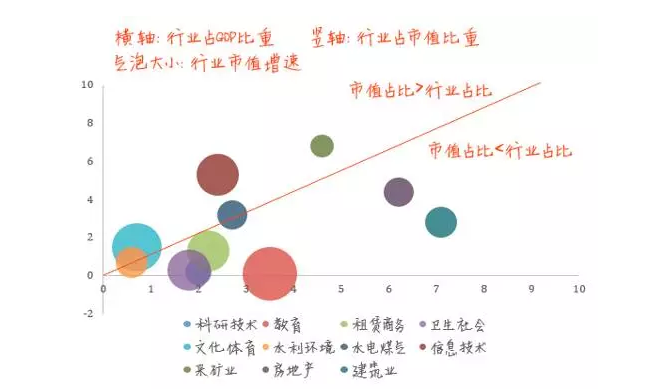 横轴: 行业占GDP比重 竖轴: 行业占市值比重
气泡大小: 行业市值增速
市值占比>行业占比
市值占比<行业占比
10
8
6
4
2
0
-2
0 1 2 3 4 5 6 7 8 9 10
科研技术 教育 租赁商务 卫生社会
文化体育 水利环境 水电煤气 信息技术
采矿业 房地产 建筑业